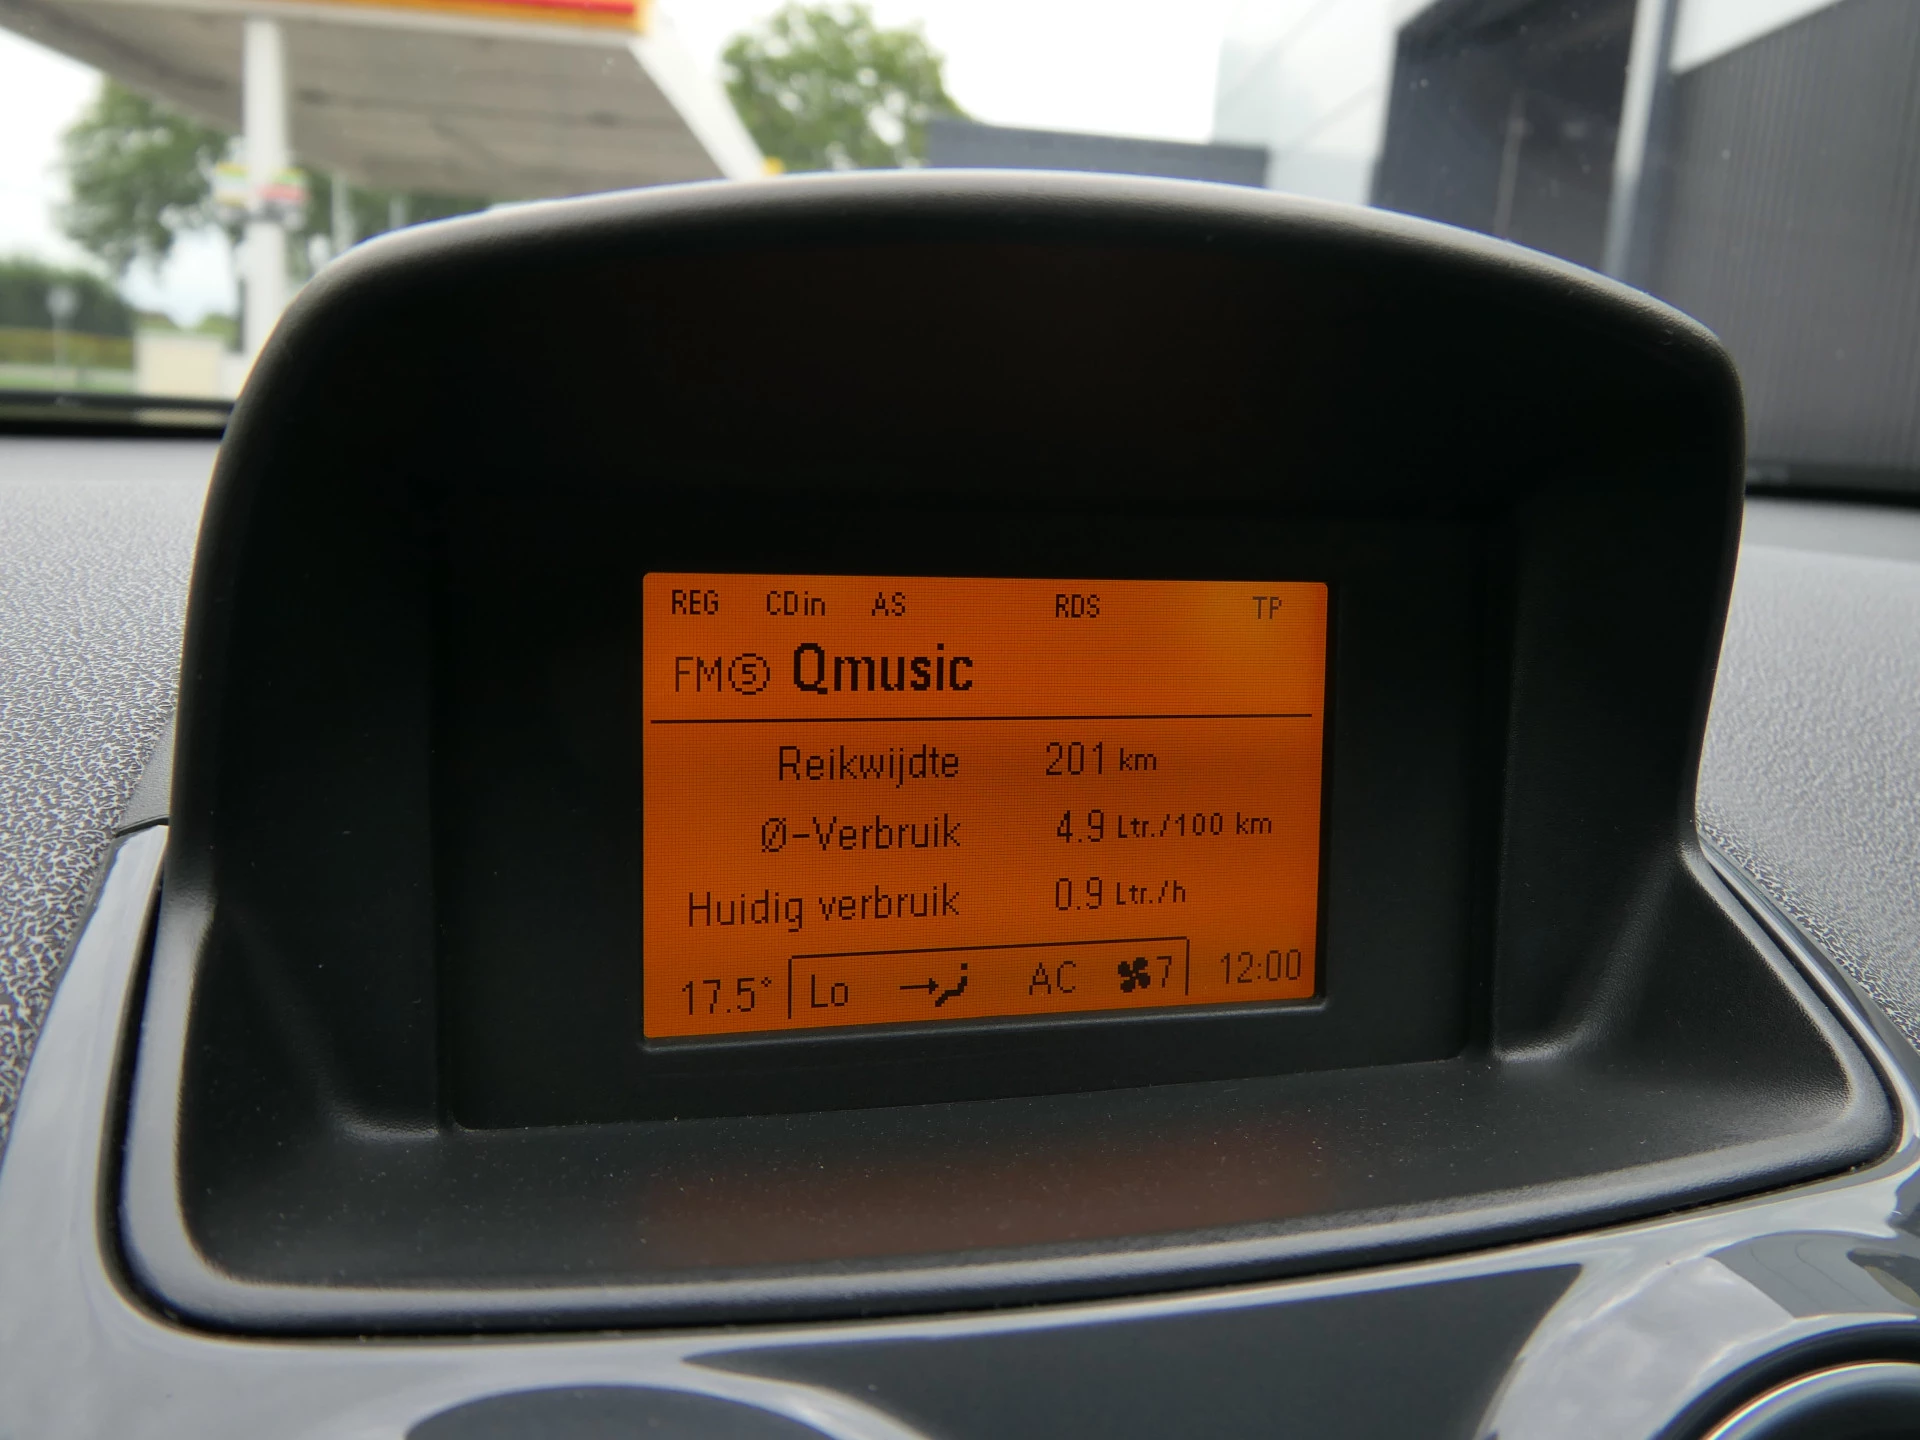 REG CDin AS RDS TP
FM⑤ Qmusic
Reikwijdte 201 km
Ø-Verbruik 4.9 Ltr./100 km
Huidig verbruik 0.9 Ltr./h
17.5° Lo AC 7 12:00